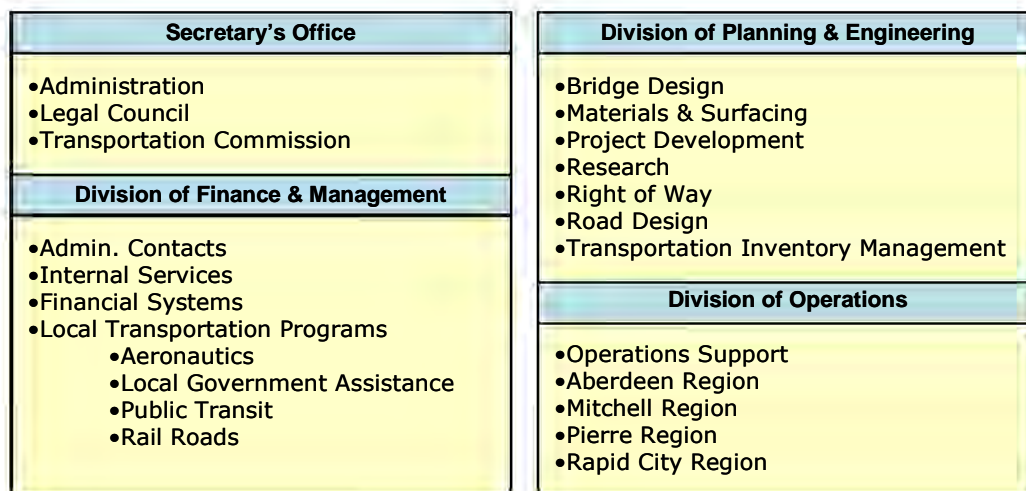 Secretary's Office
•Administration
•Legal Council
•Transportation Commission
Division of Finance & Management
•Admin. Contacts
•Internal Services
•Financial Systems
•Local Transportation Programs
•Aeronautics
•Local Government Assistance
•Public Transit
•Rail Roads
Division of Planning & Engineering
•Bridge Design
•Materials & Surfacing
•Project Development
•Research
•Right of Way
•Road Design
•Transportation Inventory Management
Division of Operations
•Operations Support
•Aberdeen Region
•Mitchell Region
•Pierre Region
•Rapid City Region